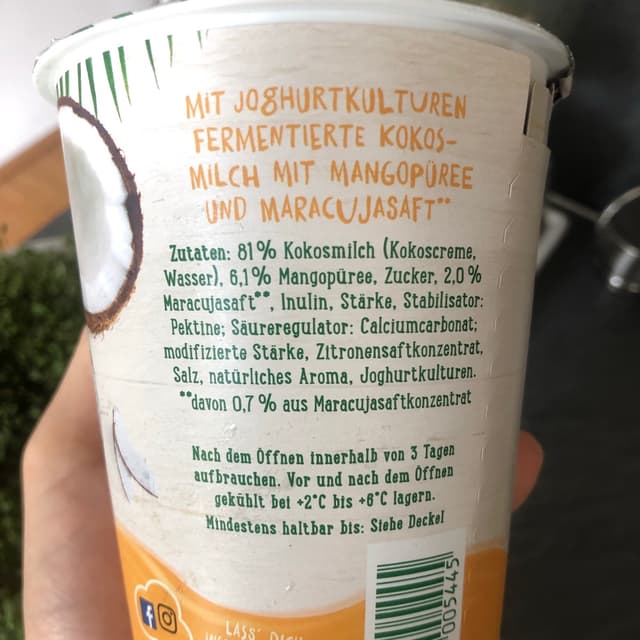 MIT JOGHURTKULTUREN
FERMENTIERTE KOKOS-
MILCH MIT MANGOPÜREE
UND MARACUJASAFT**
Zutaten: 81% Kokosmilch (Kokoscreme,
Wasser), 6,1% Mangopüree, Zucker, 2,0%
Maracujasaft**, Inulin, Stärke, Stabilisator:
Pektine; Säureregulator: Calciumcarbonat;
modifizierte Stärke, Zitronensaftkonzentrat,
Salz, natürliches Aroma, Joghurtkulturen.
**davon 0,7% aus Maracujasaftkonzentrat
Nach dem Öffnen innerhalb von 3 Tagen
aufbrauchen. Vor und nach dem Öffnen
gekühlt bei +2°C bis +8°C lagern.
Mindestens haltbar bis: Siehe Deckel
005445
LASS' DICH